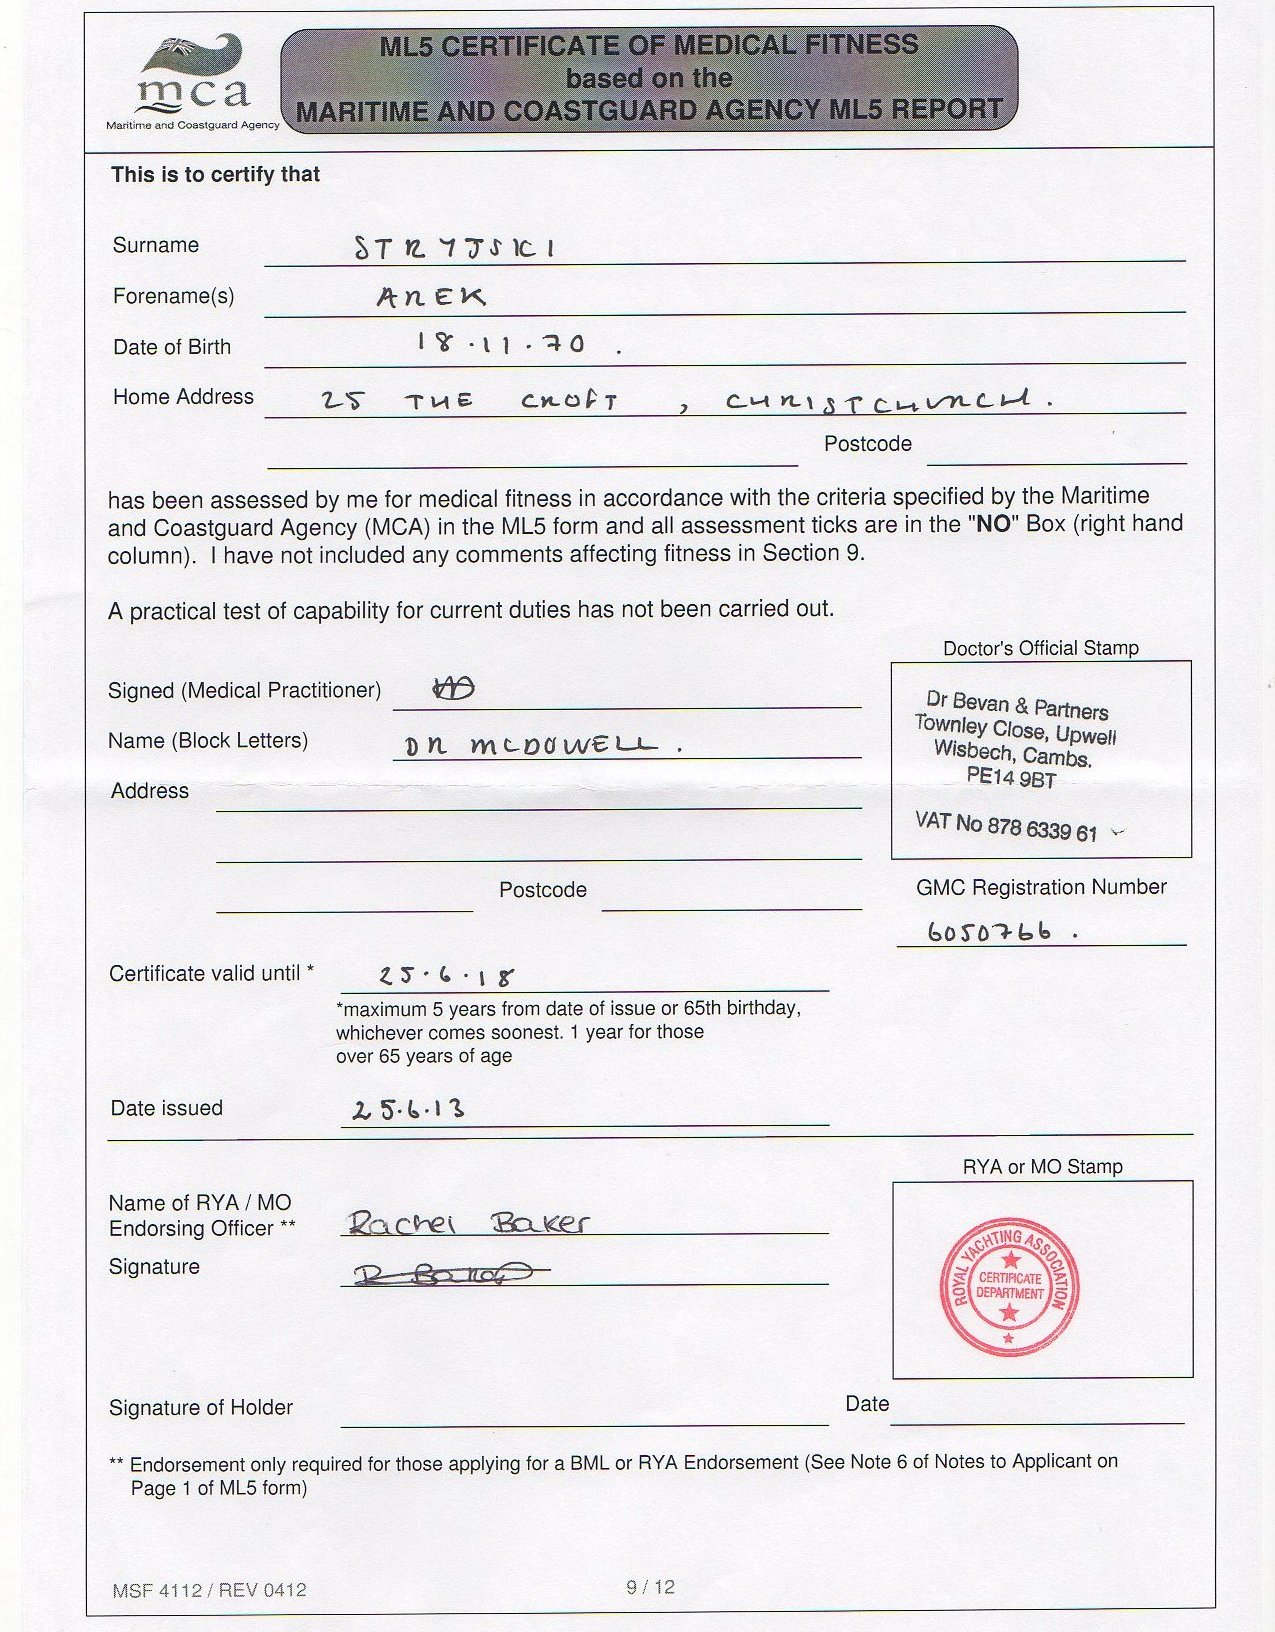 mca
Maritime and Coastguard Agency
ML5 CERTIFICATE OF MEDICAL FITNESS
based on the
MARITIME AND COASTGUARD AGENCY ML5 REPORT
This is to certify that
Surname STRYJSKI
Forename(s) AREK
Date of Birth 18.11.70.
Home Address 25 THE CROFT, CHRISTCHURCH.
Postcode
has been assessed by me for medical fitness in accordance with the criteria specified by the Maritime
and Coastguard Agency (MCA) in the ML5 form and all assessment ticks are in the "NO" Box (right hand
column). I have not included any comments affecting fitness in Section 9.
A practical test of capability for current duties has not been carried out.
Doctor's Official Stamp
Signed (Medical Practitioner)
Name (Block Letters) DR MCDOWELL.
Address
Dr Bevan & Partners
Townley Close, Upwell
Wisbech, Cambs.
PE14 9BT
VAT No 878 6339 61
Postcode
GMC Registration Number
6050766.
Certificate valid until * 25.6.18
*maximum 5 years from date of issue or 65th birthday,
whichever comes soonest. 1 year for those
over 65 years of age
Date issued 25.6.13
RYA or MO Stamp
Name of RYA / MO
Endorsing Officer ** Rachel Baker
Signature R Baker
ROYAL YACHTING ASSOCIATION
CERTIFICATE
DEPARTMENT
Signature of Holder Date
** Endorsement only required for those applying for a BML or RYA Endorsement (See Note 6 of Notes to Applicant on
Page 1 of ML5 form)
MSF 4112 / REV 0412 9 / 12